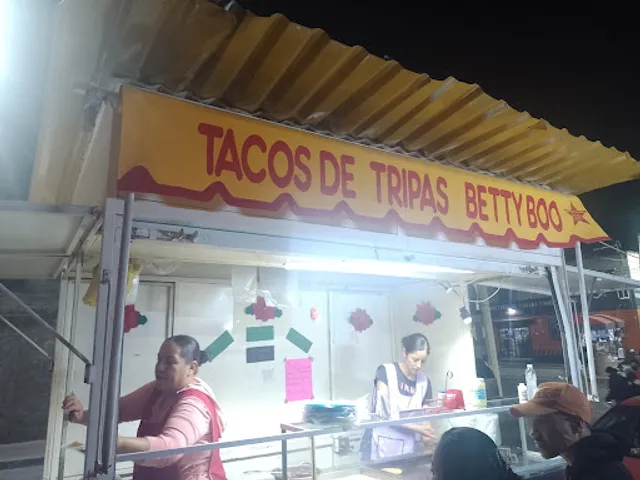 TACOS DE TRIPAS BETTY BOO